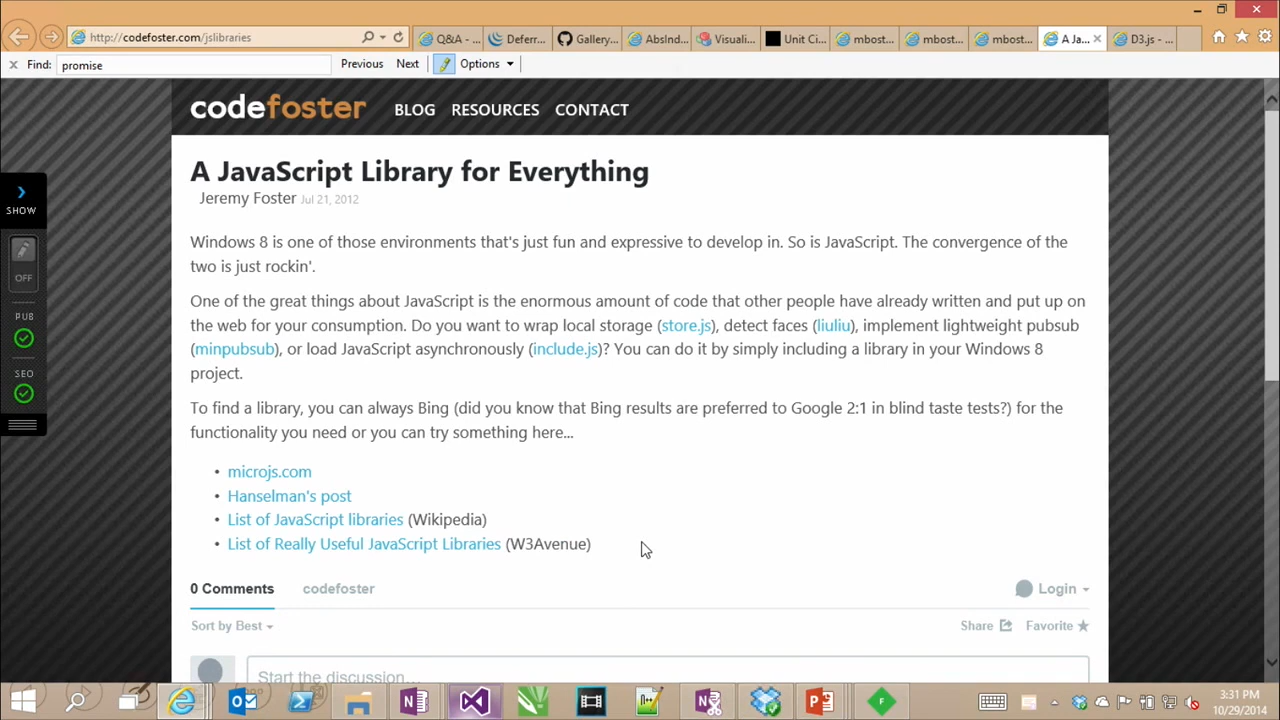 http://codefoster.com/jslibraries
Q&A - ...
Deferr...
Gallery...
AbsInd...
Visuali...
Unit Ci...
mbost...
mbost...
mbost...
A Ja...
D3.js - ...
Find: promise
Previous Next Options
codefoster BLOG RESOURCES CONTACT
A JavaScript Library for Everything
Jeremy Foster Jul 21, 2012
Windows 8 is one of those environments that's just fun and expressive to develop in. So is JavaScript. The convergence of the
two is just rockin'.
One of the great things about JavaScript is the enormous amount of code that other people have already written and put up on
the web for your consumption. Do you want to wrap local storage (store.js), detect faces (liuliu), implement lightweight pubsub
(minpubsub), or load JavaScript asynchronously (include.js)? You can do it by simply including a library in your Windows 8
project.
To find a library, you can always Bing (did you know that Bing results are preferred to Google 2:1 in blind taste tests?) for the
functionality you need or you can try something here...
• microjs.com
• Hanselman's post
• List of JavaScript libraries (Wikipedia)
• List of Really Useful JavaScript Libraries (W3Avenue)
0 Comments codefoster Login
Sort by Best Share Favorite
Start the discussion...
SHOW
OFF
PUB
SEO
3:31 PM
10/29/2014